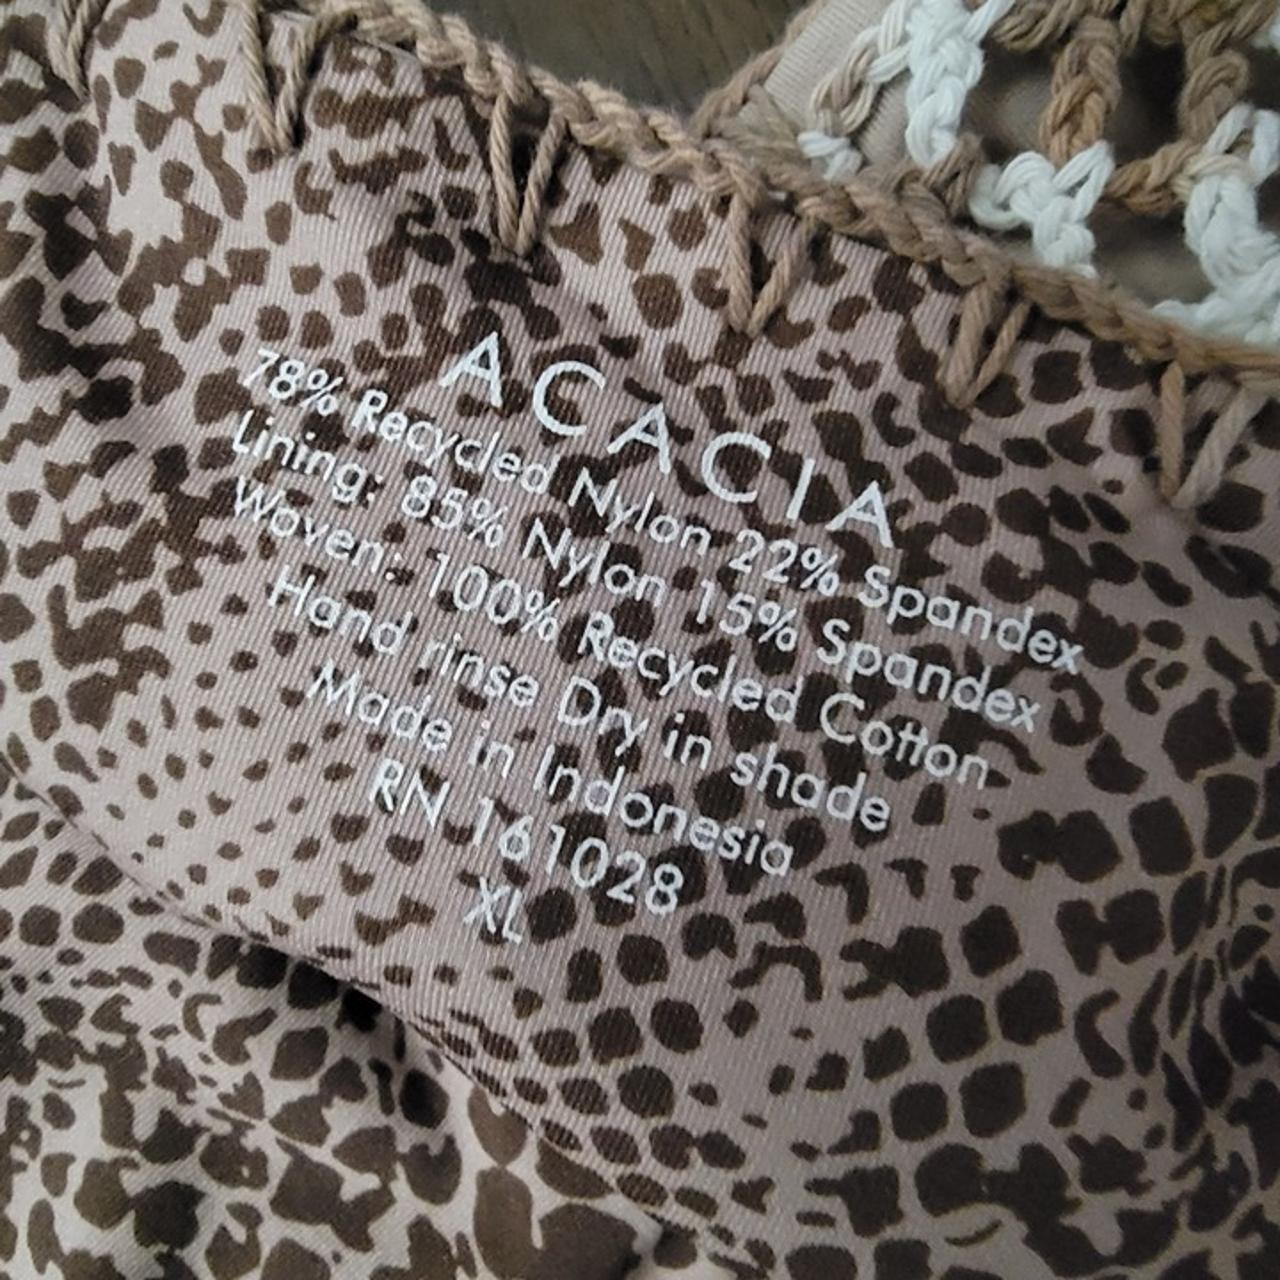 ACACIA
78% Recycled Nylon 22% Spandex
Lining: 85% Nylon 15% Spandex
Woven: 100% Recycled Cotton
Hand rinse Dry in shade
Made in Indonesia
RN 161028
XL